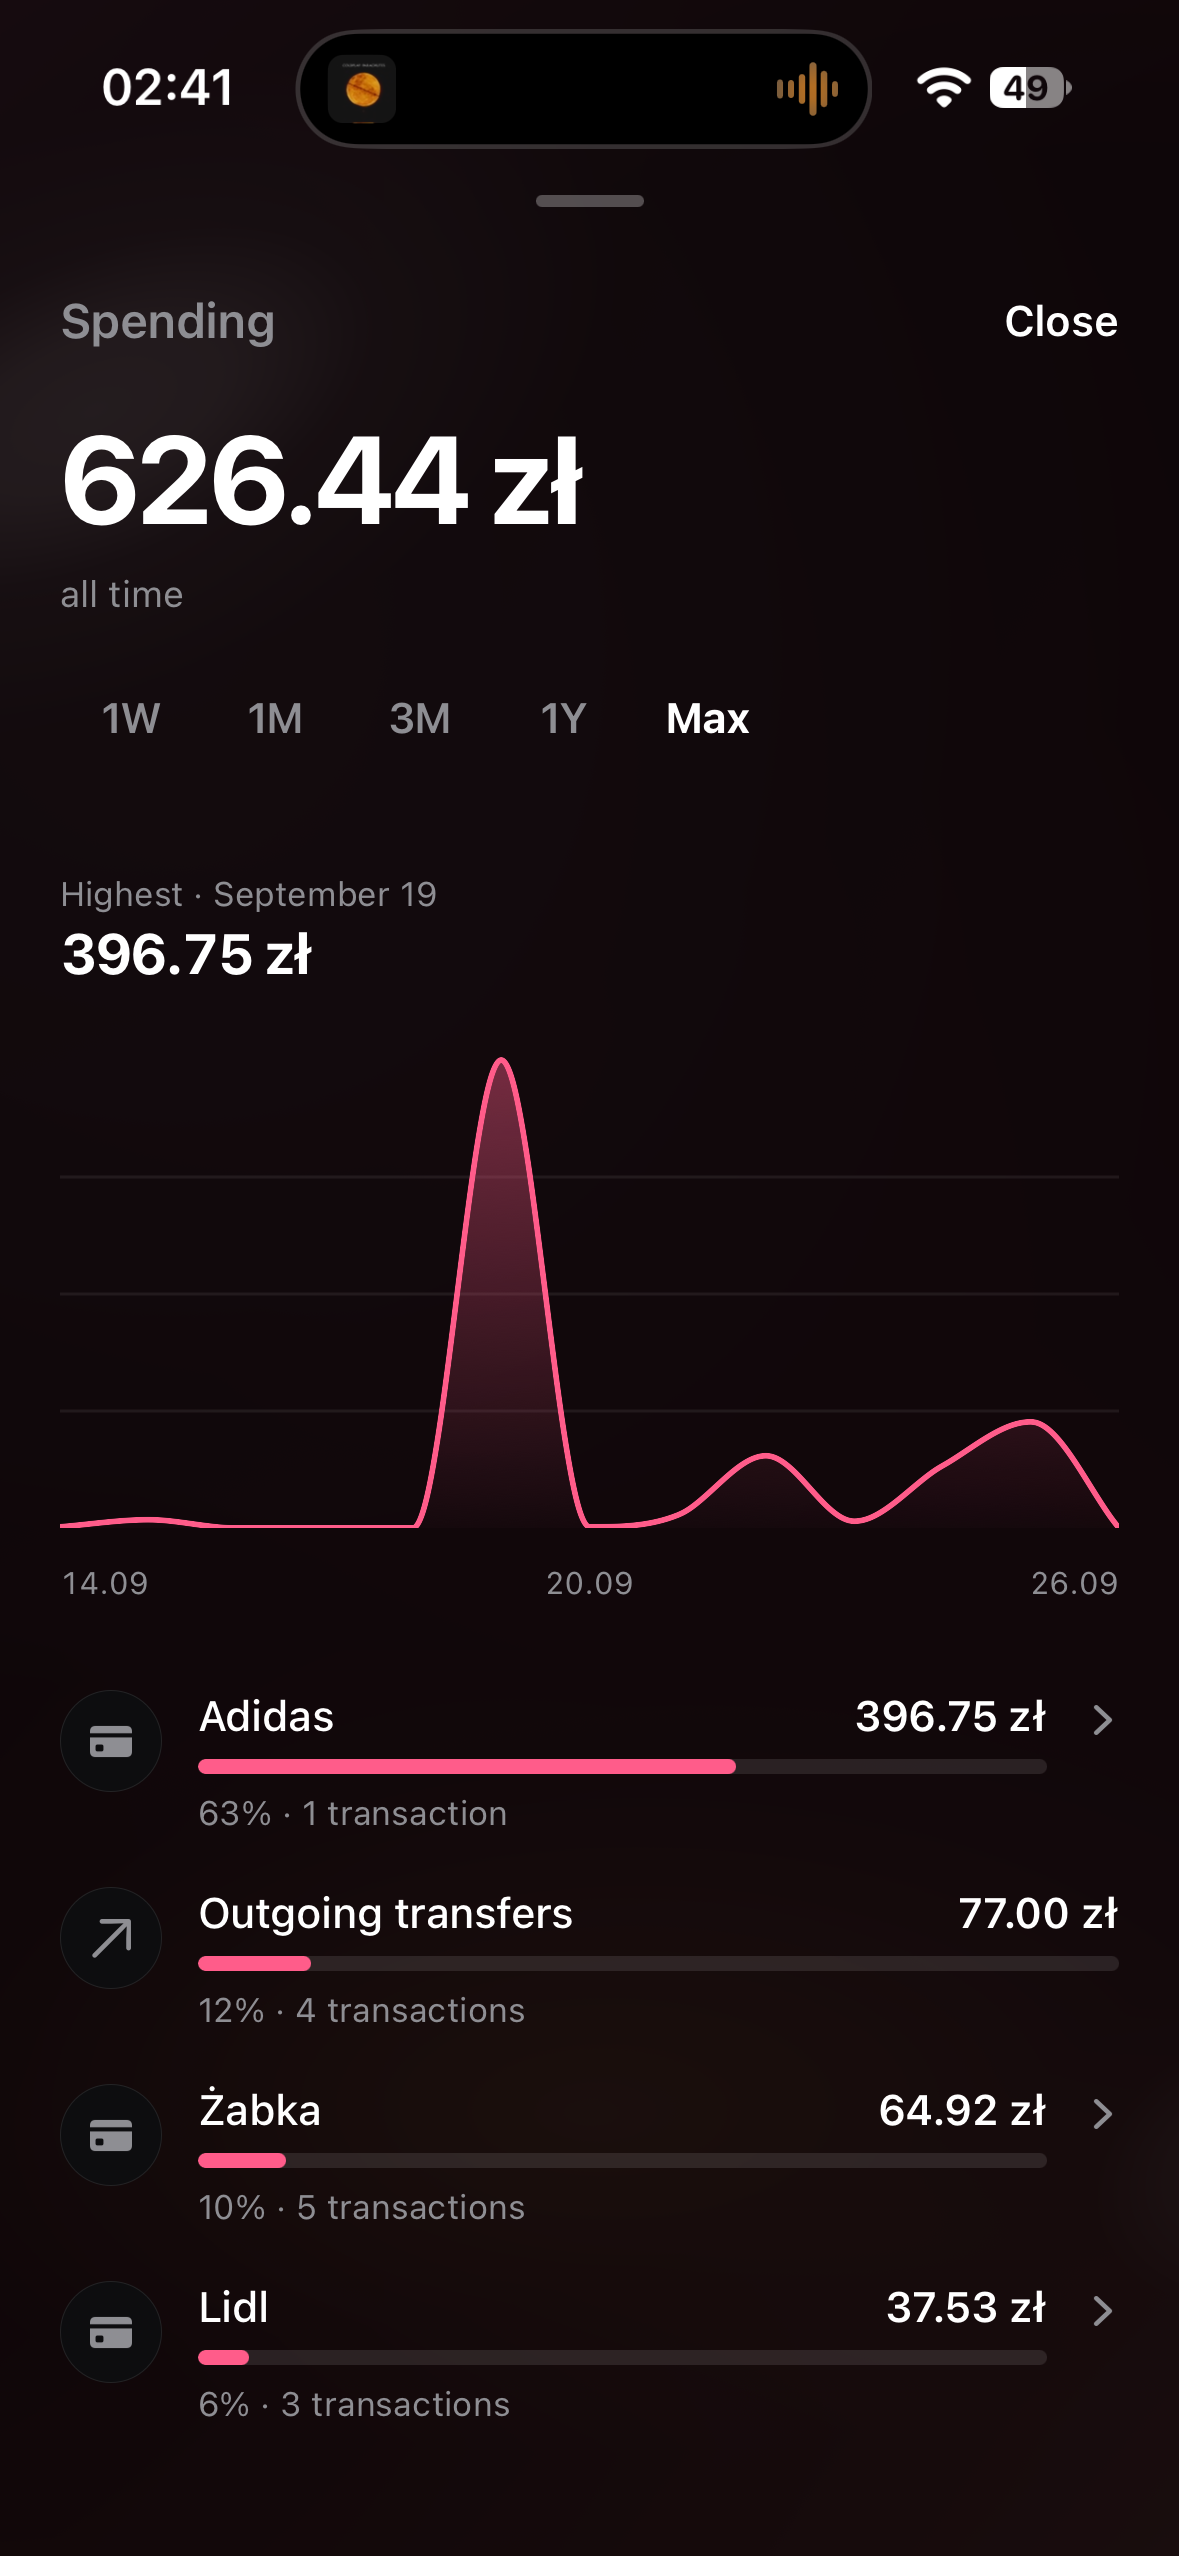 02:41
49
Spending
Close
626.44 zł
all time
1W 1M 3M 1Y Max
Highest · September 19
396.75 zł
14.09 20.09 26.09
Adidas 396.75 zł
63% · 1 transaction
Outgoing transfers 77.00 zł
12% · 4 transactions
Żabka 64.92 zł
10% · 5 transactions
Lidl 37.53 zł
6% · 3 transactions